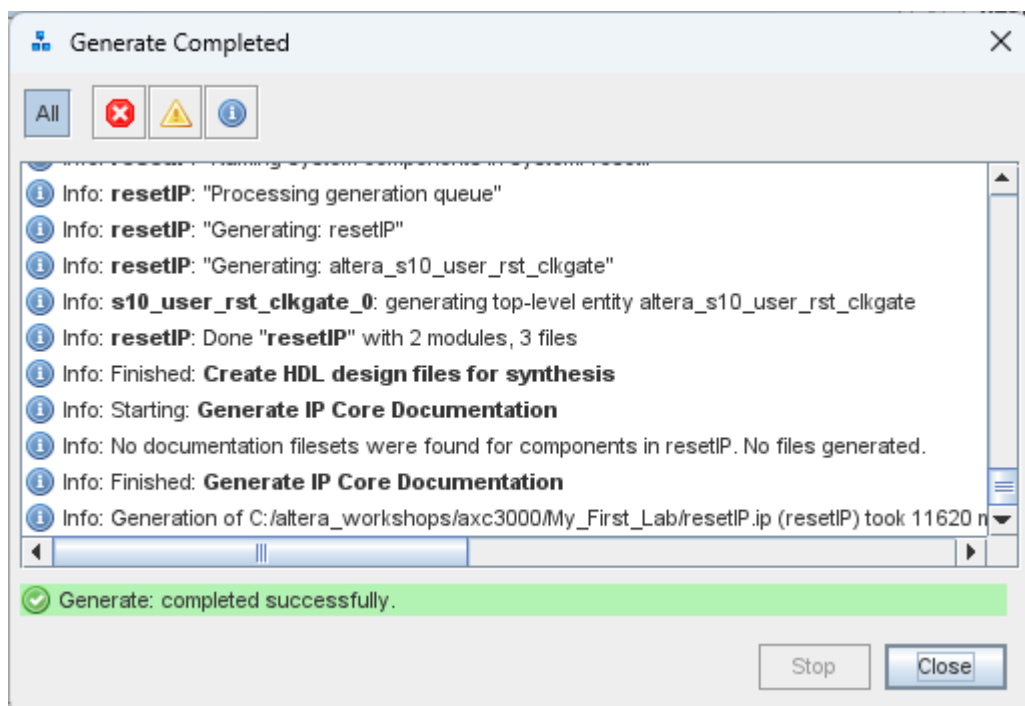 Generate Completed
All
Info: resetIP: "Processing generation queue"
Info: resetIP: "Generating: resetIP"
Info: resetIP: "Generating: altera_s10_user_rst_clkgate"
Info: s10_user_rst_clkgate_0: generating top-level entity altera_s10_user_rst_clkgate
Info: resetIP: Done "resetIP" with 2 modules, 3 files
Info: Finished: Create HDL design files for synthesis
Info: Starting: Generate IP Core Documentation
Info: No documentation filesets were found for components in resetIP. No files generated.
Info: Finished: Generate IP Core Documentation
Info: Generation of C:/altera_workshops/axc3000/My_First_Lab/resetIP.ip (resetIP) took 11620
Generate: completed successfully.
Stop
Close